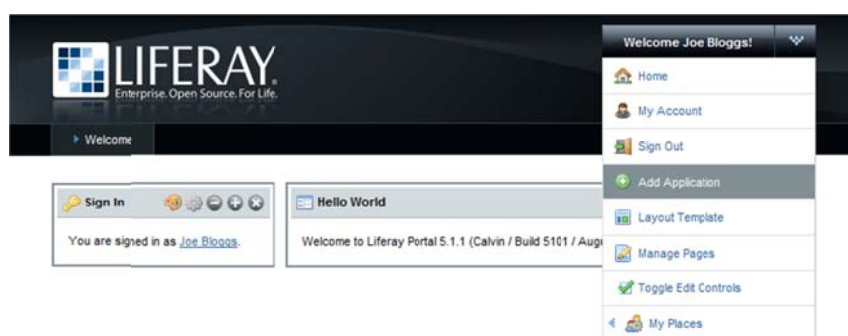 LIFERAY.
Enterprise. Open Source. For Life.
Welcome Joe Bloggs!
Home
My Account
Sign Out
Add Application
Layout Template
Manage Pages
Toggle Edit Controls
My Places
Welcome
Sign In
You are signed in as Joe Bloggs.
Hello World
Welcome to Liferay Portal 5.1.1 (Calvin / Build 5101 / Augu